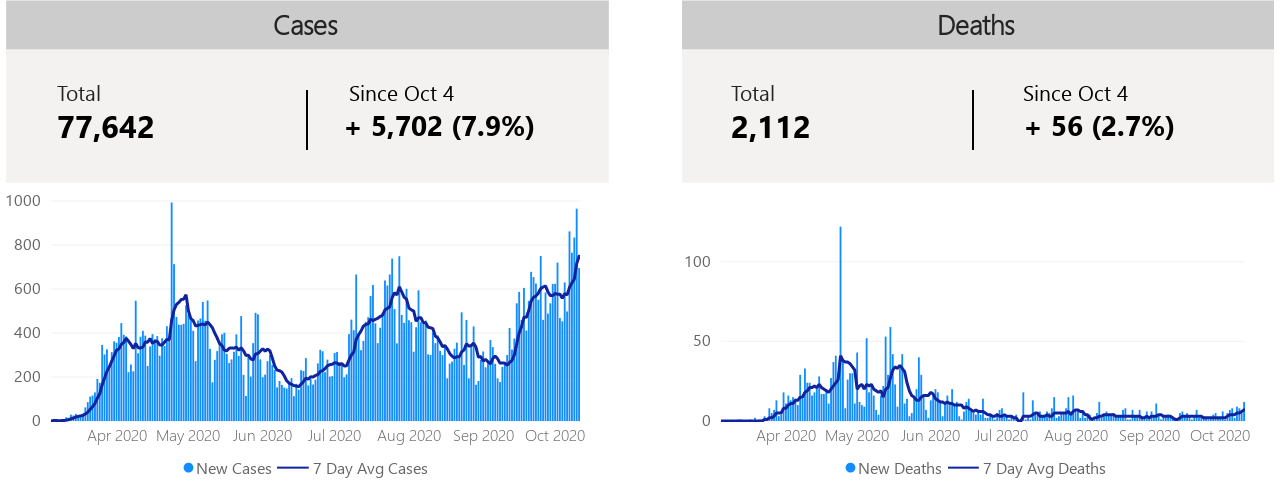 Cases
Total
77,642
Since Oct 4
+ 5,702 (7.9%)
1000
800
600
400
200
0
Apr 2020 May 2020 Jun 2020 Jul 2020 Aug 2020 Sep 2020 Oct 2020
New Cases 7 Day Avg Cases
Deaths
Total
2,112
Since Oct 4
+ 56 (2.7%)
100
50
0
Apr 2020 May 2020 Jun 2020 Jul 2020 Aug 2020 Sep 2020 Oct 2020
New Deaths 7 Day Avg Deaths